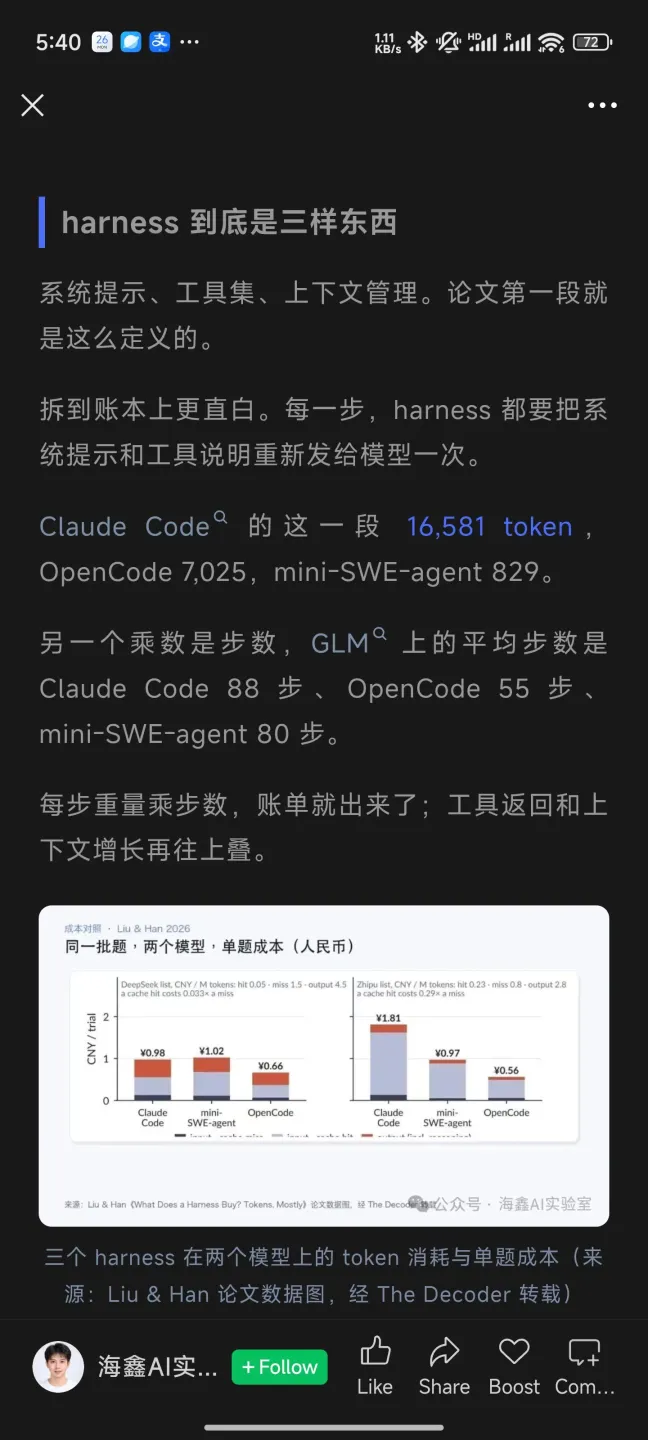 5:40
26
支
1.11
KB/s
HD
R
6
72
harness 到底是三样东西
系统提示、工具集、上下文管理。论文第一段就
是这么定义的。
拆到账本上更直白。每一步，harness 都要把系
统提示和工具说明重新发给模型一次。
Claude Code 的这一段 16,581 token，
OpenCode 7,025，mini-SWE-agent 829。
另一个乘数是步数，GLM 上的平均步数是
Claude Code 88 步、OpenCode 55 步、
mini-SWE-agent 80 步。
每步重量乘步数，账单就出来了；工具返回和上
下文增长再往上叠。
成本对照 · Liu & Han 2026
同一批题，两个模型，单题成本（人民币）
DeepSeek list, CNY / M tokens: hit 0.05 · miss 1.5 · output 4.5
a cache hit costs 0.033× a miss
Zhipu list, CNY / M tokens: hit 0.23 · miss 0.8 · output 2.8
a cache hit costs 0.29× a miss
CNY / trial
2
1
0
¥0.98
¥1.02
¥0.66
¥1.81
¥0.97
¥0.56
Claude
Code
mini-
SWE-agent
OpenCode
Claude
Code
mini-
SWE-agent
OpenCode
来源：Liu & Han《What Does a Harness Buy? Tokens, Mostly》论文数据图，经 The Decoder
公众号 · 海鑫AI实验室
三个 harness 在两个模型上的 token 消耗与单题成本（来
源：Liu & Han 论文数据图，经 The Decoder 转载）
海鑫AI实...
+ Follow
Like
Share
Boost
Com...